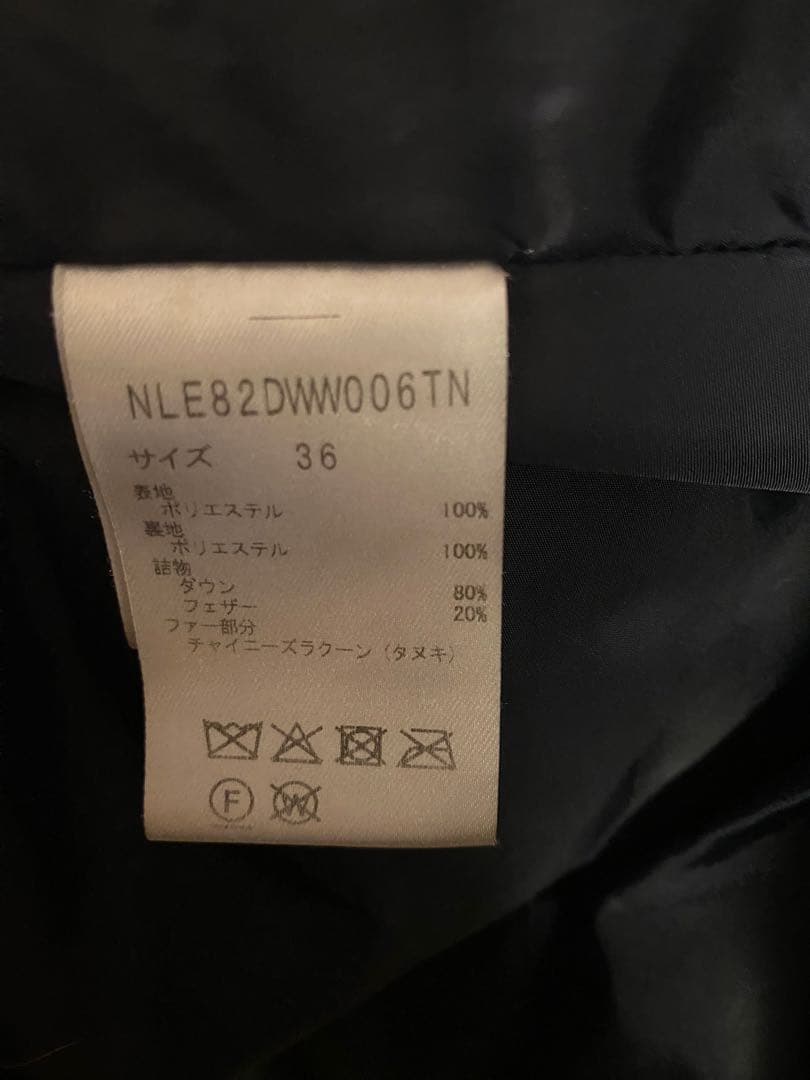 NLE82DWW006TN
サイズ 36
表地
ポリエステル 100%
裏地
ポリエステル 100%
詰物
ダウン 80%
フェザー 20%
ファー部分
チャイニーズラクーン (タヌキ)
F W